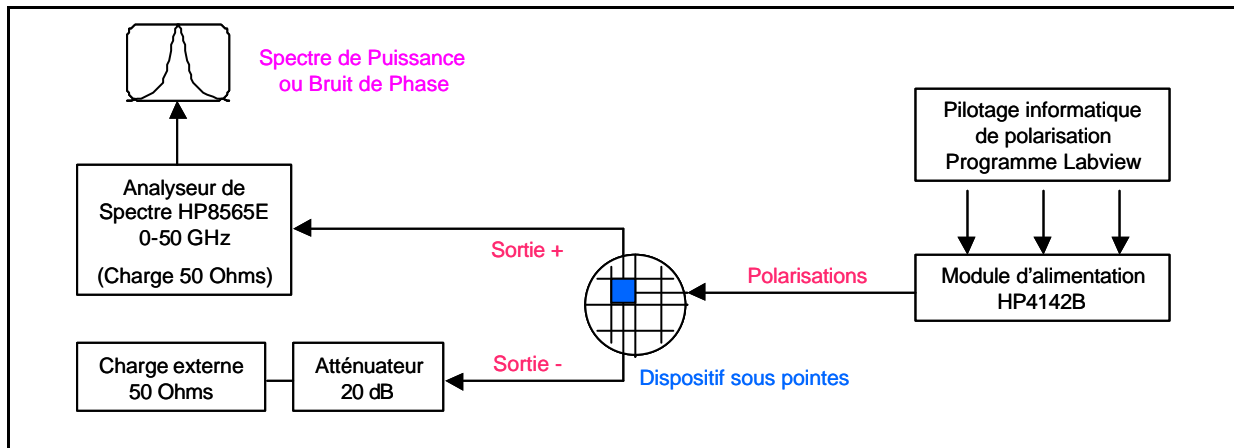 Spectre de Puissance
ou Bruit de Phase
Pilotage informatique
de polarisation
Programme Labview
Analyseur de
Spectre HP8565E
0-50 GHz
(Charge 50 Ohms)
Sortie +
Polarisations
Module d'alimentation
HP4142B
Charge externe
50 Ohms
Atténuateur
20 dB
Sortie -
Dispositif sous pointes